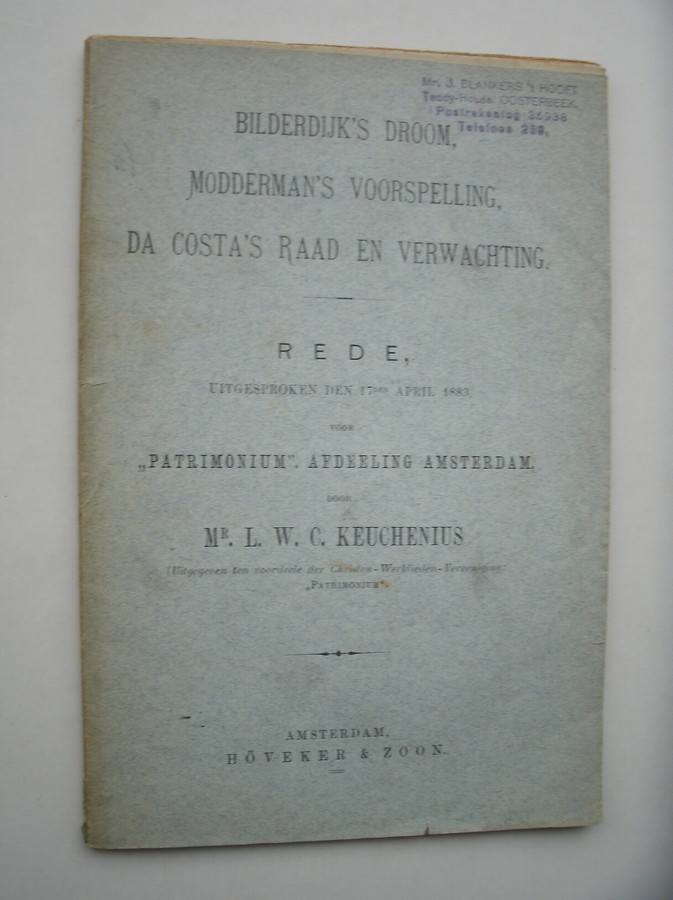 Mr. J. BLANKERS 't HOOFT
Teddy-House. OOSTERBEEK.
Postrekening 36938
Telefoon 289.
BILDERDIJK'S DROOM,
MODDERMAN'S VOORSPELLING,
DA COSTA'S RAAD EN VERWACHTING.
REDE,
UITGESPROKEN DEN 17DEN APRIL 1883,
VOOR
„PATRIMONIUM". AFDEELING AMSTERDAM.
DOOR
MR. L. W. C. KEUCHENIUS
(Uitgegeven ten voordeele der Christen-Werklieden-Vereeniging:
„PATRIMONIUM".
AMSTERDAM,
HÖVEKER & ZOON.